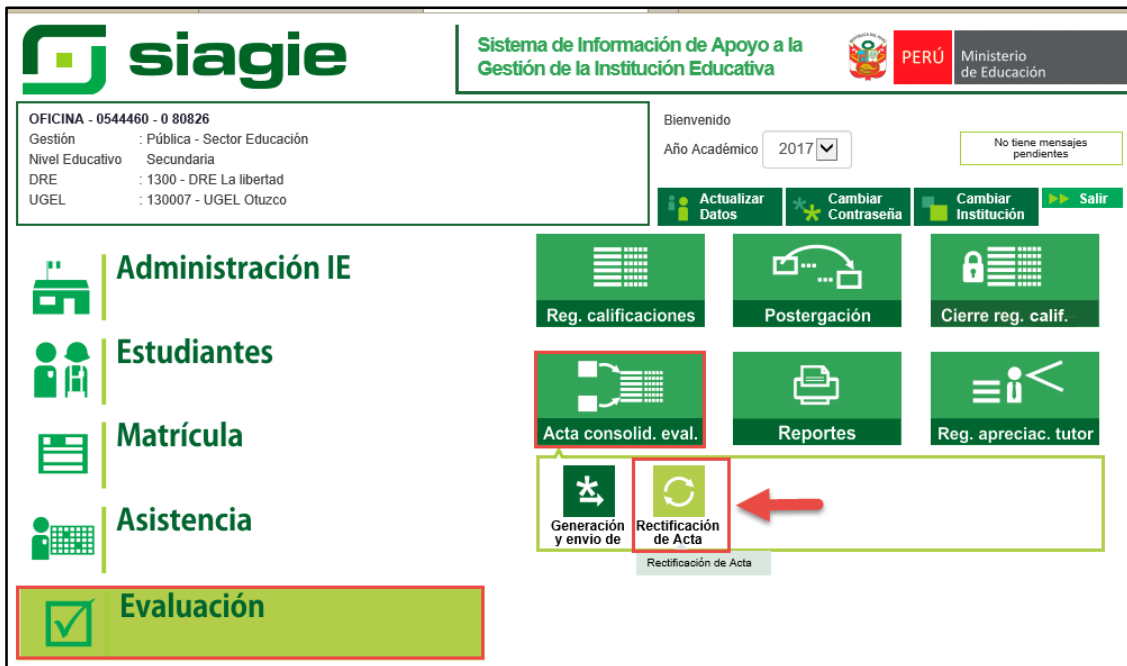 siagie
Sistema de Información de Apoyo a la
Gestión de la Institución Educativa
PERÚ
Ministerio
de Educación
OFICINA - 0544460 - 0 80826
Gestión : Pública - Sector Educación
Nivel Educativo Secundaria
DRE : 1300 - DRE La libertad
UGEL : 130007 - UGEL Otuzco
Bienvenido
Año Académico 2017
No tiene mensajes
pendientes
Actualizar
Datos
Cambiar
Contraseña
Cambiar
Institución
Salir
Administración IE
Estudiantes
Matrícula
Asistencia
Evaluación
Reg. calificaciones
Postergación
Cierre reg. calif.
Acta consolid. eval.
Reportes
Reg. apreciac. tutor
Generación
y envio de
Rectificación
de Acta
Rectificación de Acta